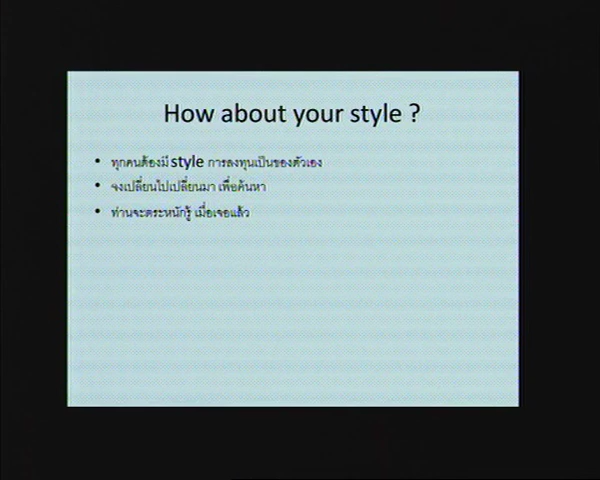 How about your style ?
• ทุกคนต้องมี style การลงทุนเป็นของตัวเอง
• จงเปลี่ยนไปเปลี่ยนมา เพื่อค้นหา
• ท่านจะตระหนักรู้ เมื่อเจอแล้ว